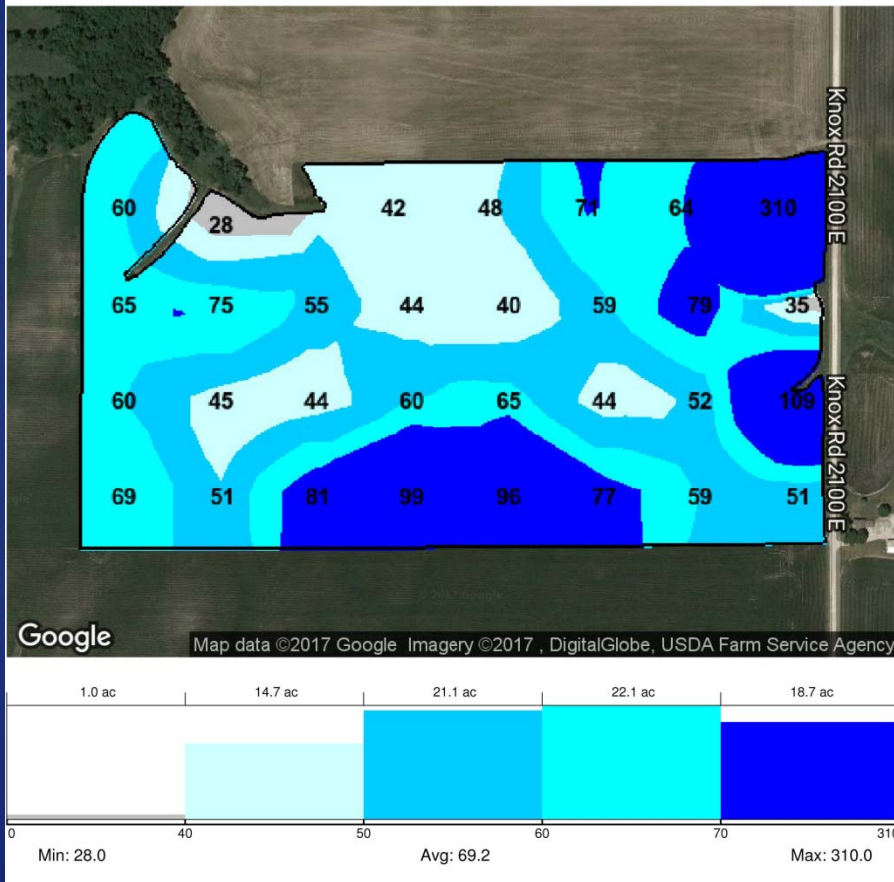 Knox Rd 2100 E
60 28 42 48 71 64 310
65 75 55 44 40 59 79 35
60 45 44 60 65 44 52 109
Knox Rd 2100 E
69 51 81 99 96 77 59 51
Google
Map data ©2017 Google Imagery ©2017 , DigitalGlobe, USDA Farm Service Agency
1.0 ac 14.7 ac 21.1 ac 22.1 ac 18.7 ac
0 40 50 60 70 310
Min: 28.0 Avg: 69.2 Max: 310.0